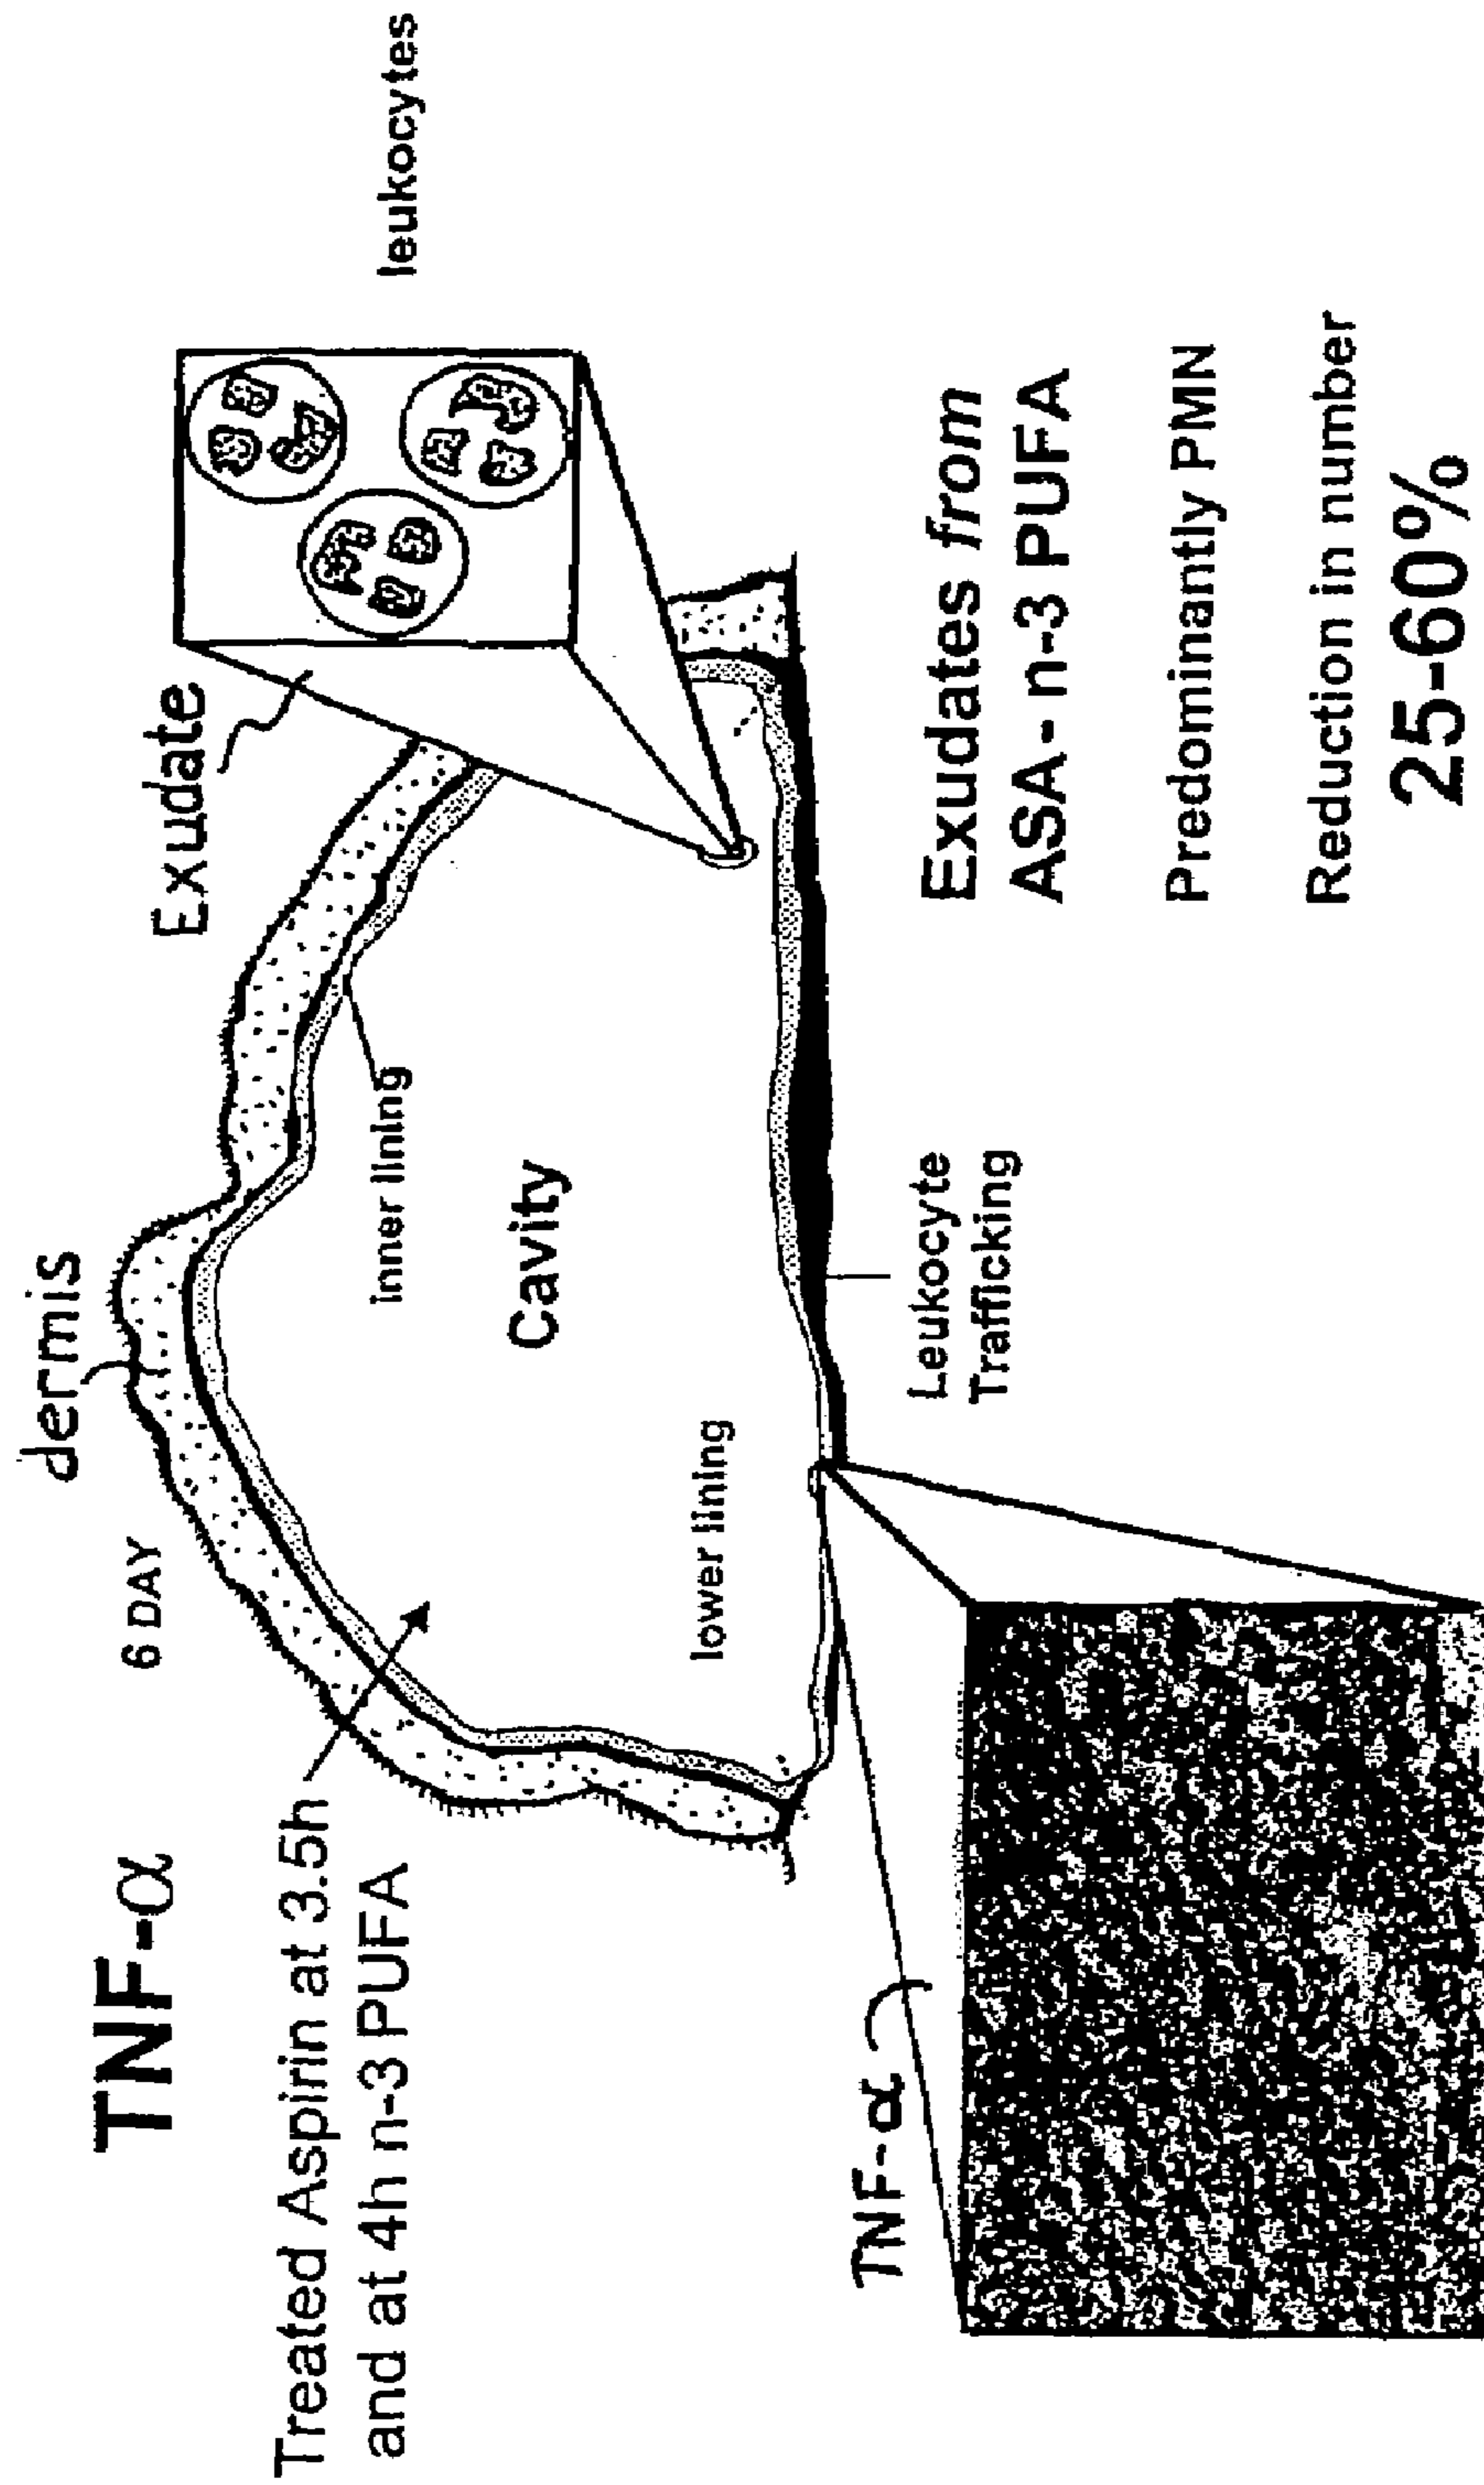 TNF-α
6 DAY
dermis
Exudate
leukocytes
Treated Aspirin at 3.5h
and at 4h n-3 PUFA
inner lining
Cavity
lower lining
TNF-α
Leukocyte
Trafficking
Exudates from
ASA- n-3 PUFA
Predominantly PMN
Reduction in number
25-60%